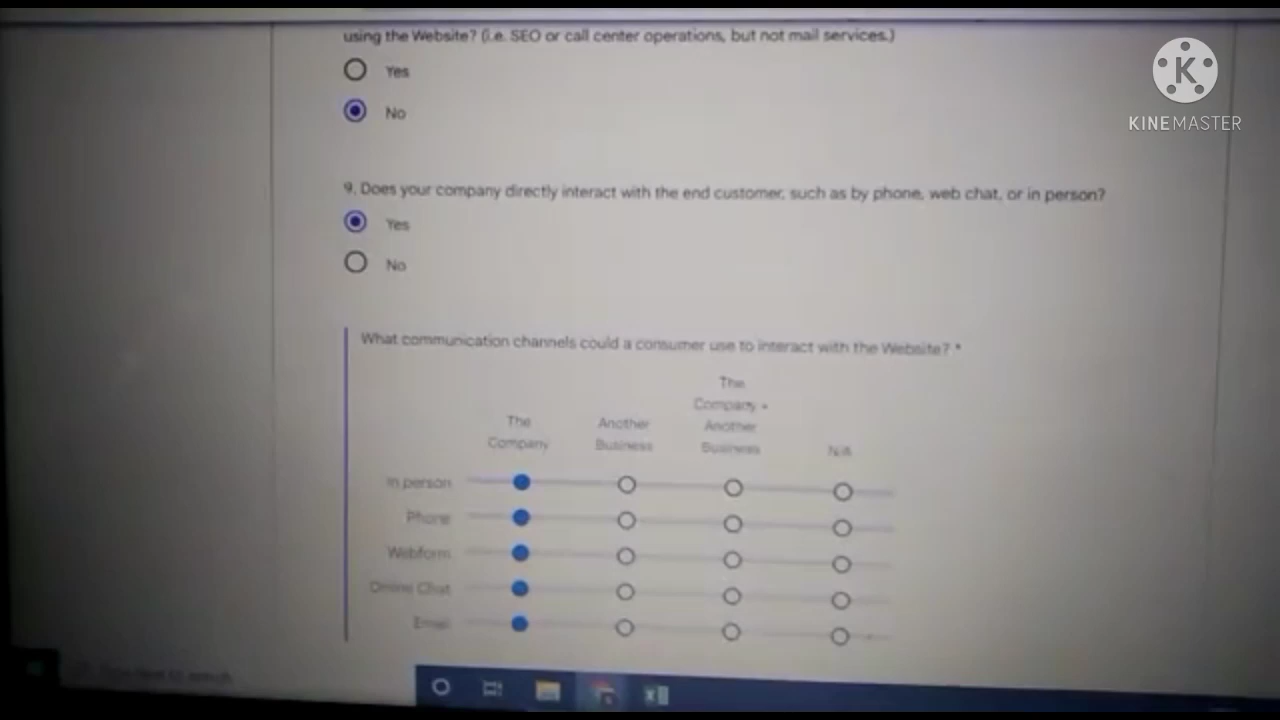 using the Website? (i.e. SEO or call center operations, but not mail services.)
Yes
No
KINEMASTER
9. Does your company directly interact with the end customer, such as by phone, web chat, or in person?
Yes
No
What communication channels could a consumer use to interact with the Website? *
The Company
Another Business
The Company + Another Business
N/A
In person
Phone
Webform
Online Chat
Email